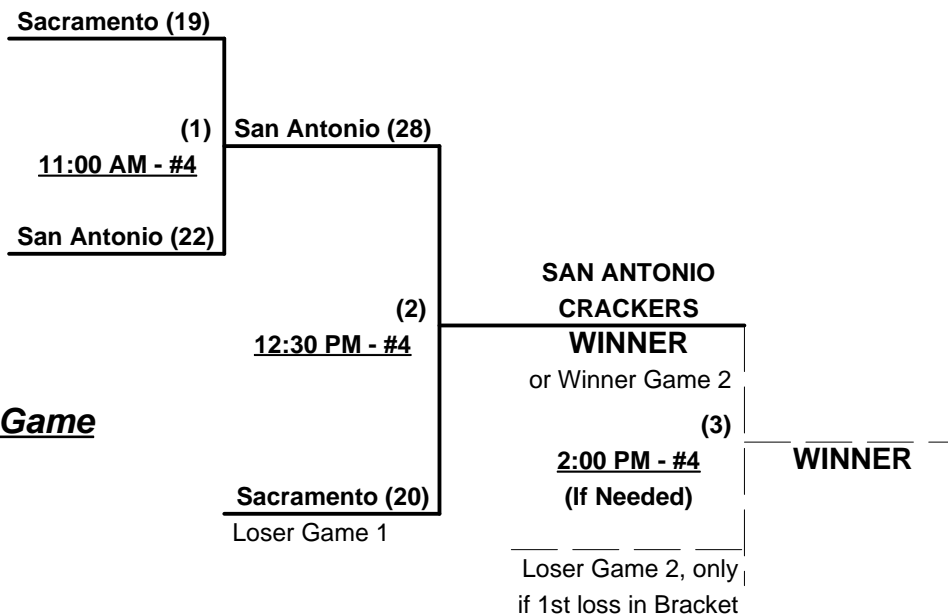 Sacramento (19)
(1)
San Antonio (28)
11:00 AM - #4
San Antonio (22)
SAN ANTONIO
CRACKERS
(2)
12:30 PM - #4
WINNER
or Winner Game 2
Game
(3)
2:00 PM - #4
WINNER
(If Needed)
Sacramento (20)
Loser Game 1
Loser Game 2, only
if 1st loss in Bracket